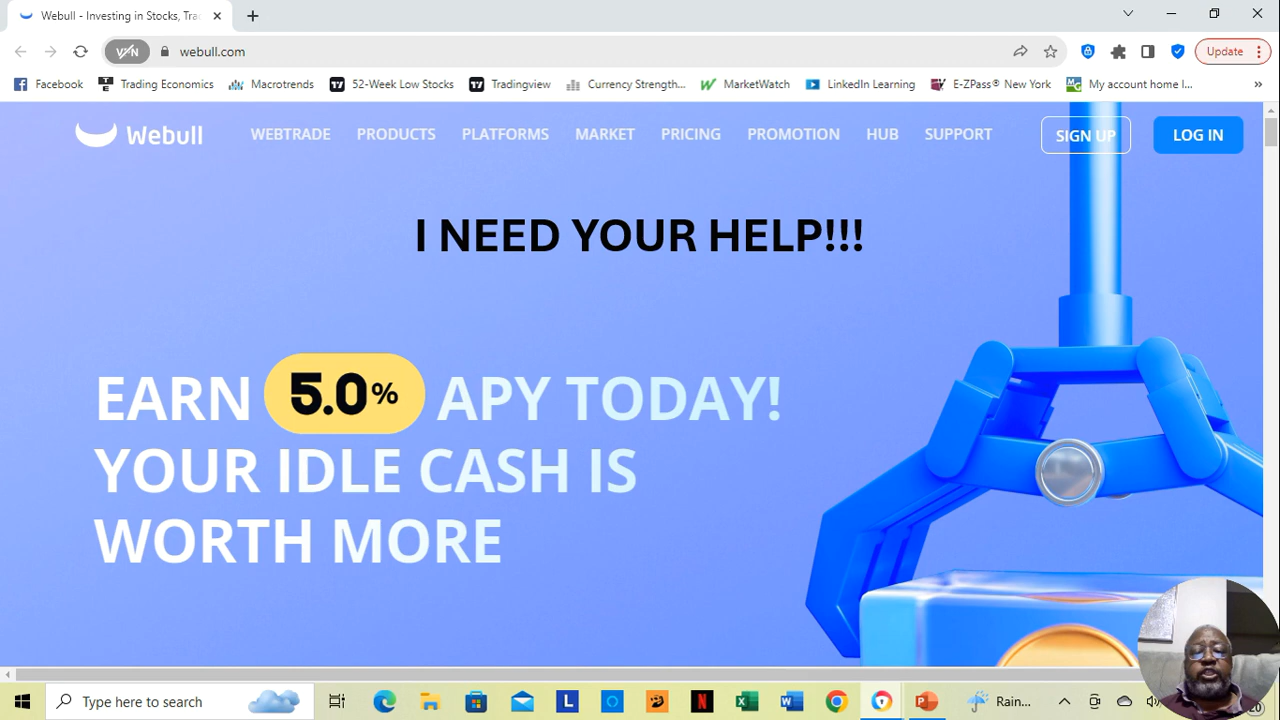 Webull - Investing in Stocks, Tra
VPN
webull.com
Update
Facebook
Trading Economics
Macrotrends
52-Week Low Stocks
Tradingview
Currency Strength...
MarketWatch
LinkedIn Learning
E-ZPass® New York
My account home I...
»
Webull
WEBTRADE
PRODUCTS
PLATFORMS
MARKET
PRICING
PROMOTION
HUB
SUPPORT
SIGN UP
LOG IN
I NEED YOUR HELP!!!
EARN 5.0% APY TODAY!
YOUR IDLE CASH IS
WORTH MORE
Type here to search
Rain...